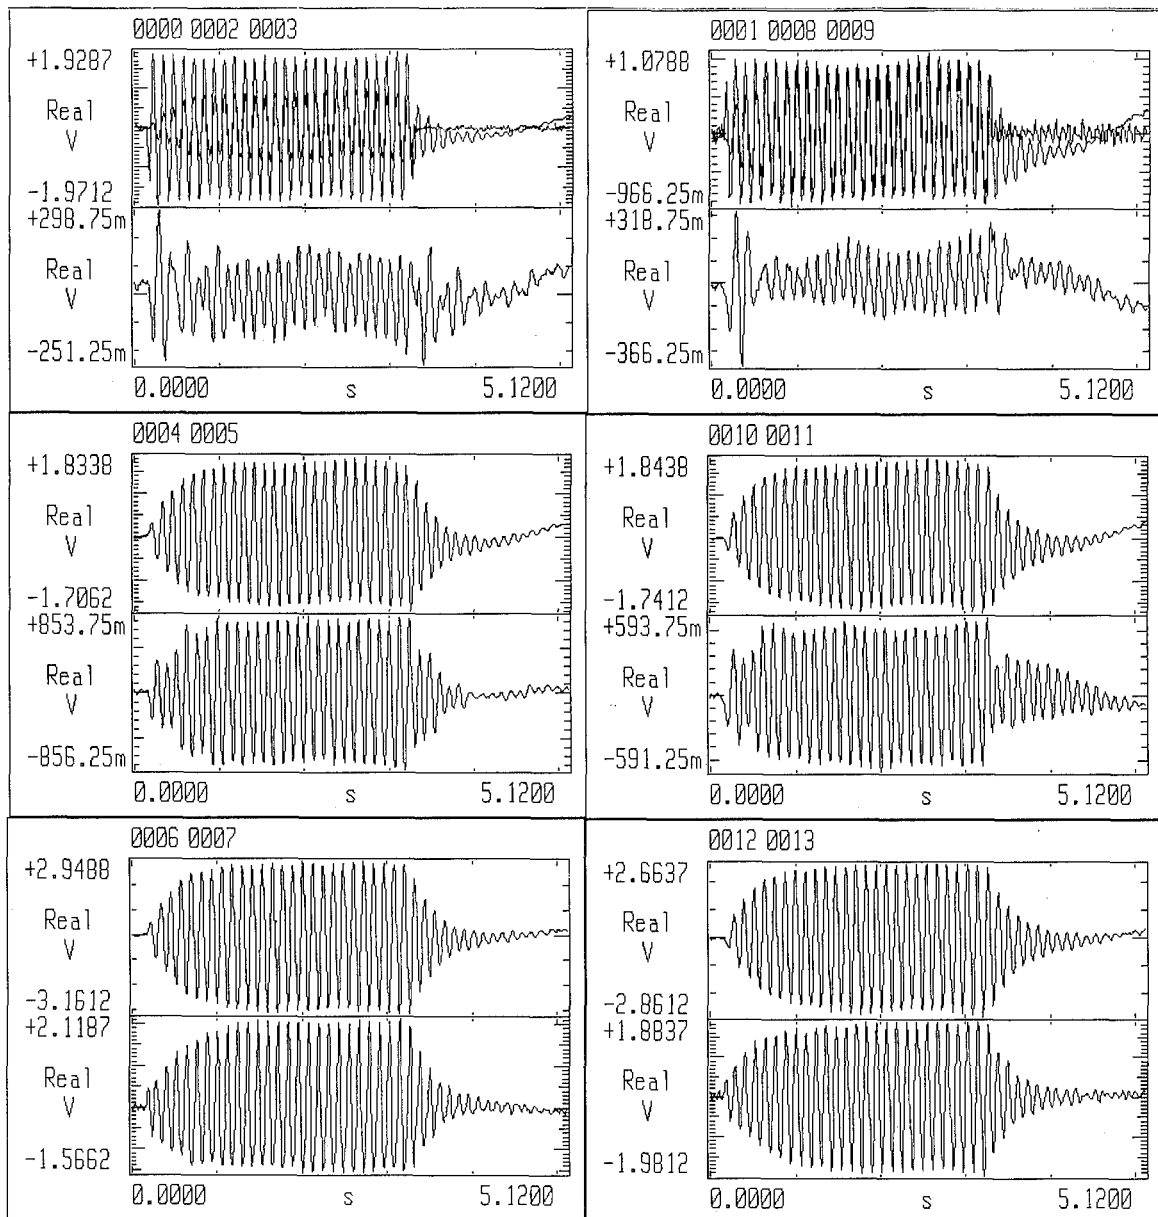 0000 0002 0003
+1.9287
Real
V
-1.9712
+298.75m
Real
V
-251.25m
0.0000 s 5.1200
0001 0008 0009
+1.0788
Real
V
-966.25m
+318.75m
Real
V
-366.25m
0.0000 s 5.1200
0004 0005
+1.8338
Real
V
-1.7062
+853.75m
Real
V
-856.25m
0.0000 s 5.1200
0010 0011
+1.8438
Real
V
-1.7412
+593.75m
Real
V
-591.25m
0.0000 s 5.1200
0006 0007
+2.9488
Real
V
-3.1612
+2.1187
Real
V
-1.5662
0.0000 s 5.1200
0012 0013
+2.6637
Real
V
-2.8612
+1.8837
Real
V
-1.9812
0.0000 s 5.1200